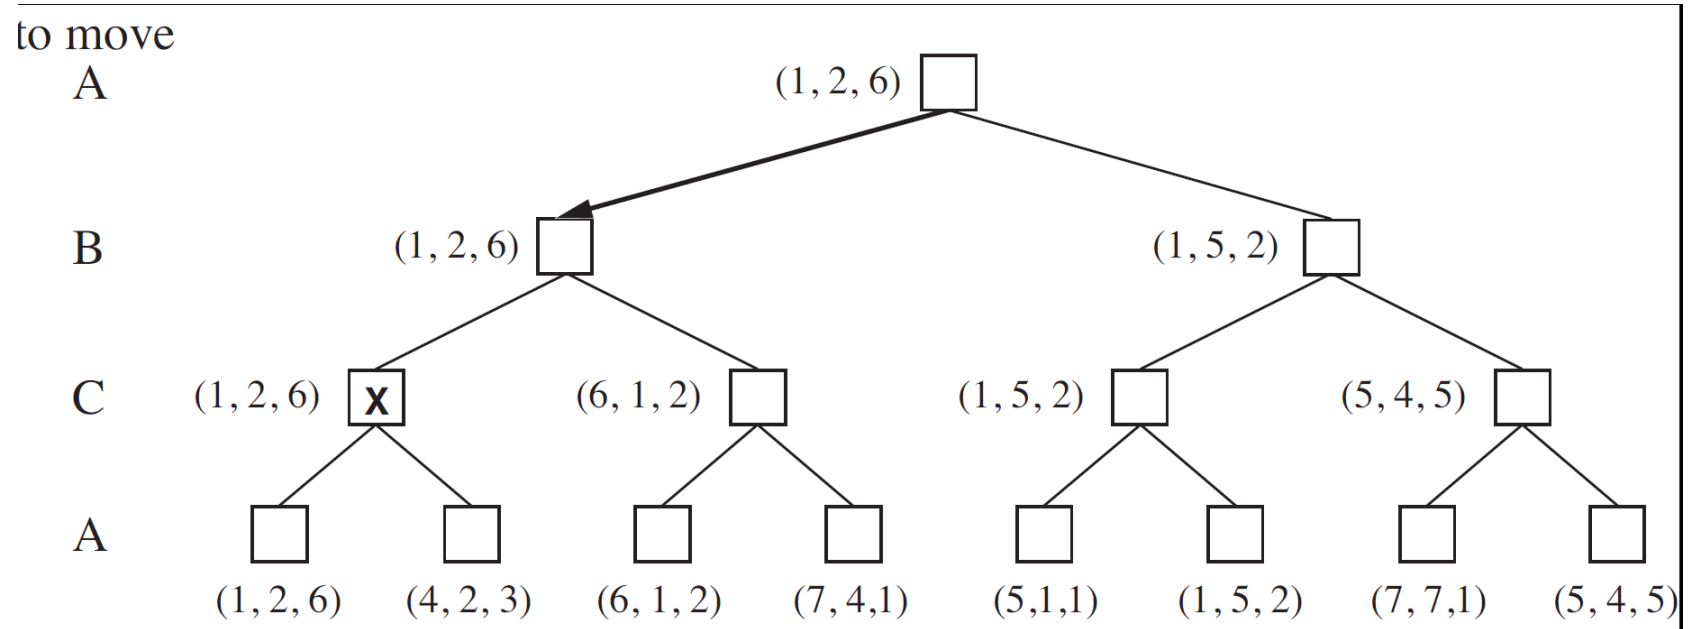 to move
A (1, 2, 6)
B (1, 2, 6) (1, 5, 2)
C (1, 2, 6) X (6, 1, 2) (1, 5, 2) (5, 4, 5)
A
(1, 2, 6) (4, 2, 3) (6, 1, 2) (7, 4,1) (5,1,1) (1, 5, 2) (7, 7,1) (5, 4, 5)